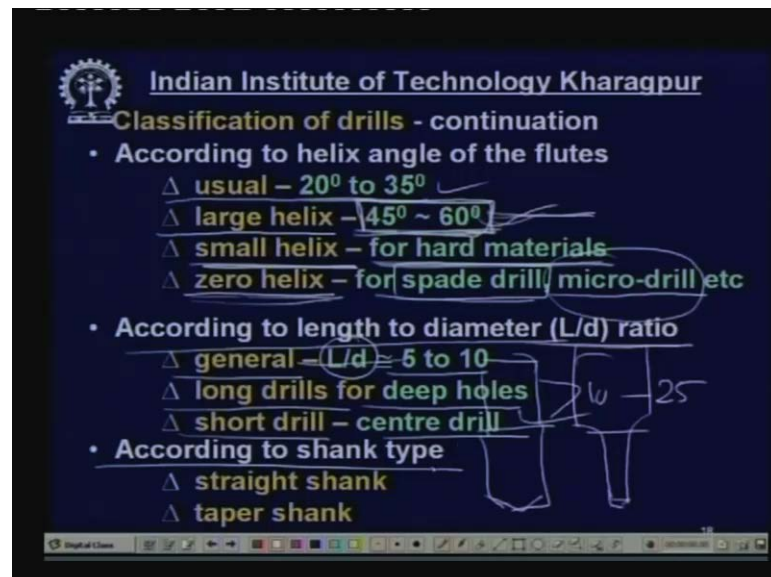 Indian Institute of Technology Kharagpur
Classification of drills - continuation
• According to helix angle of the flutes
Δ usual – 20⁰ to 35⁰
Δ large helix – 45⁰ ~ 60⁰
Δ small helix – for hard materials
Δ zero helix – for spade drill, micro-drill etc
• According to length to diameter (L/d) ratio
Δ general – L/d ≅ 5 to 10
Δ long drills for deep holes 10 – 25
Δ short drill – centre drill
• According to shank type
Δ straight shank
Δ taper shank
18
Digital Class